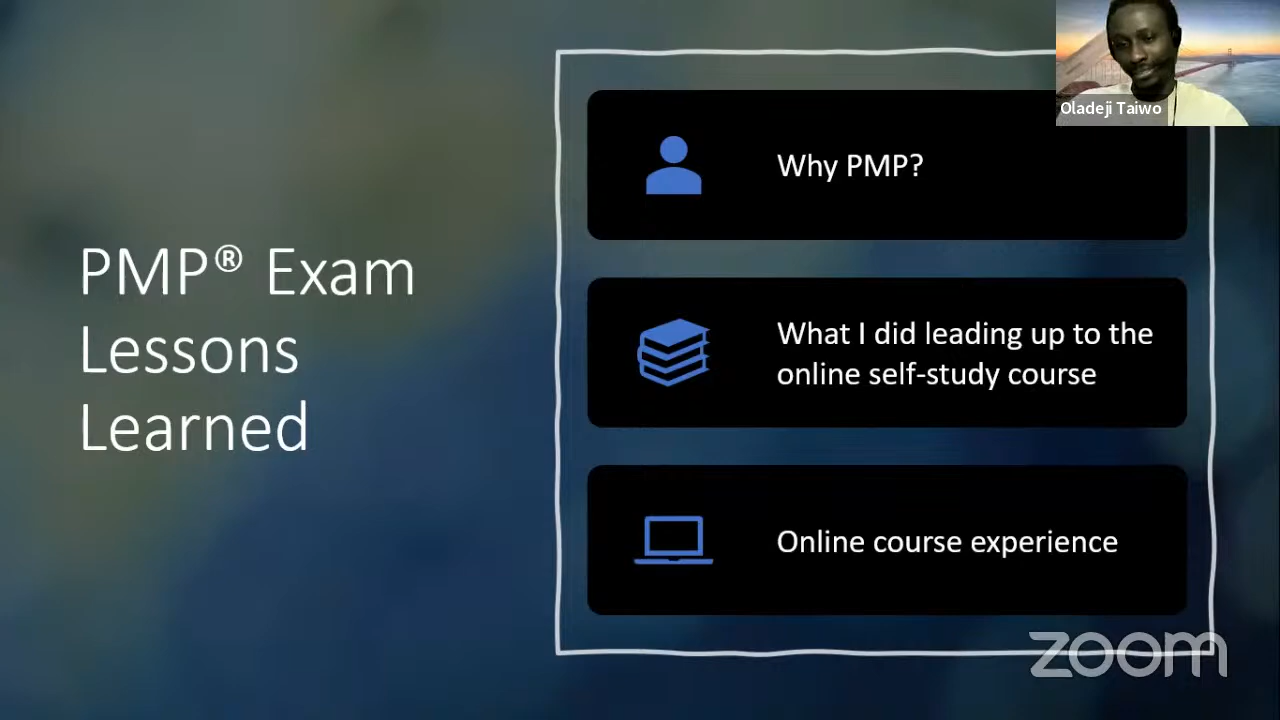 Oladeji Taiwo
PMP® Exam
Lessons
Learned
Why PMP?
What I did leading up to the
online self-study course
Online course experience
zoom